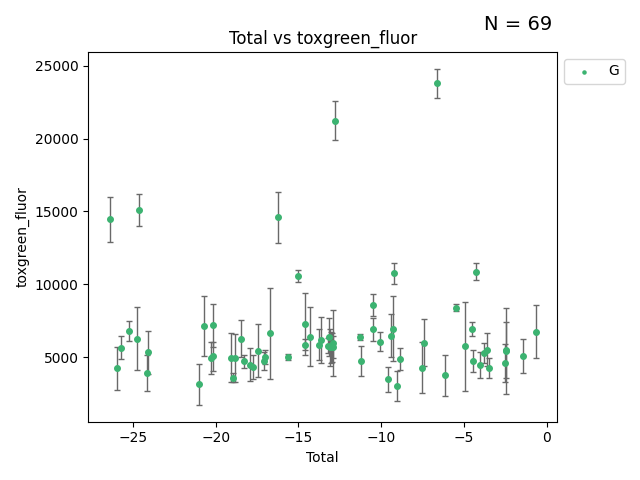 N = 69
Total vs toxgreen_fluor
G
25000
20000
15000
10000
5000
toxgreen_fluor
−25 −20 −15 −10 −5 0
Total